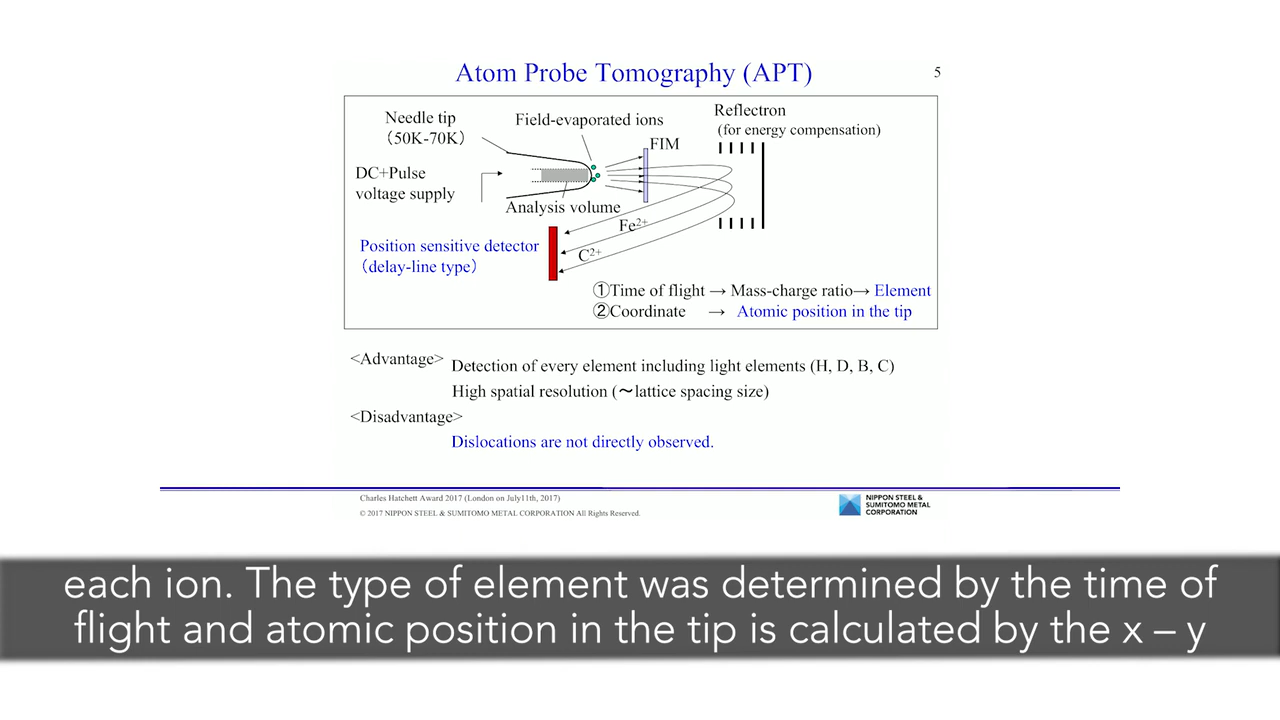 Atom Probe Tomography (APT)
5
Needle tip
（50K-70K）
Field-evaporated ions
FIM
Reflectron
(for energy compensation)
DC+Pulse
voltage supply
Analysis volume
Fe2+
C2+
Position sensitive detector
（delay-line type）
①Time of flight → Mass-charge ratio→ Element
②Coordinate → Atomic position in the tip
<Advantage> Detection of every element including light elements (H, D, B, C)
High spatial resolution (〜lattice spacing size)
<Disadvantage>
Dislocations are not directly observed.
Charles Hatchett Award 2017 (London on July11th, 2017)
© 2017 NIPPON STEEL & SUMITOMO METAL CORPORATION All Rights Reserved.
NIPPON STEEL &
SUMITOMO METAL
CORPORATION
each ion. The type of element was determined by the time of
flight and atomic position in the tip is calculated by the x – y